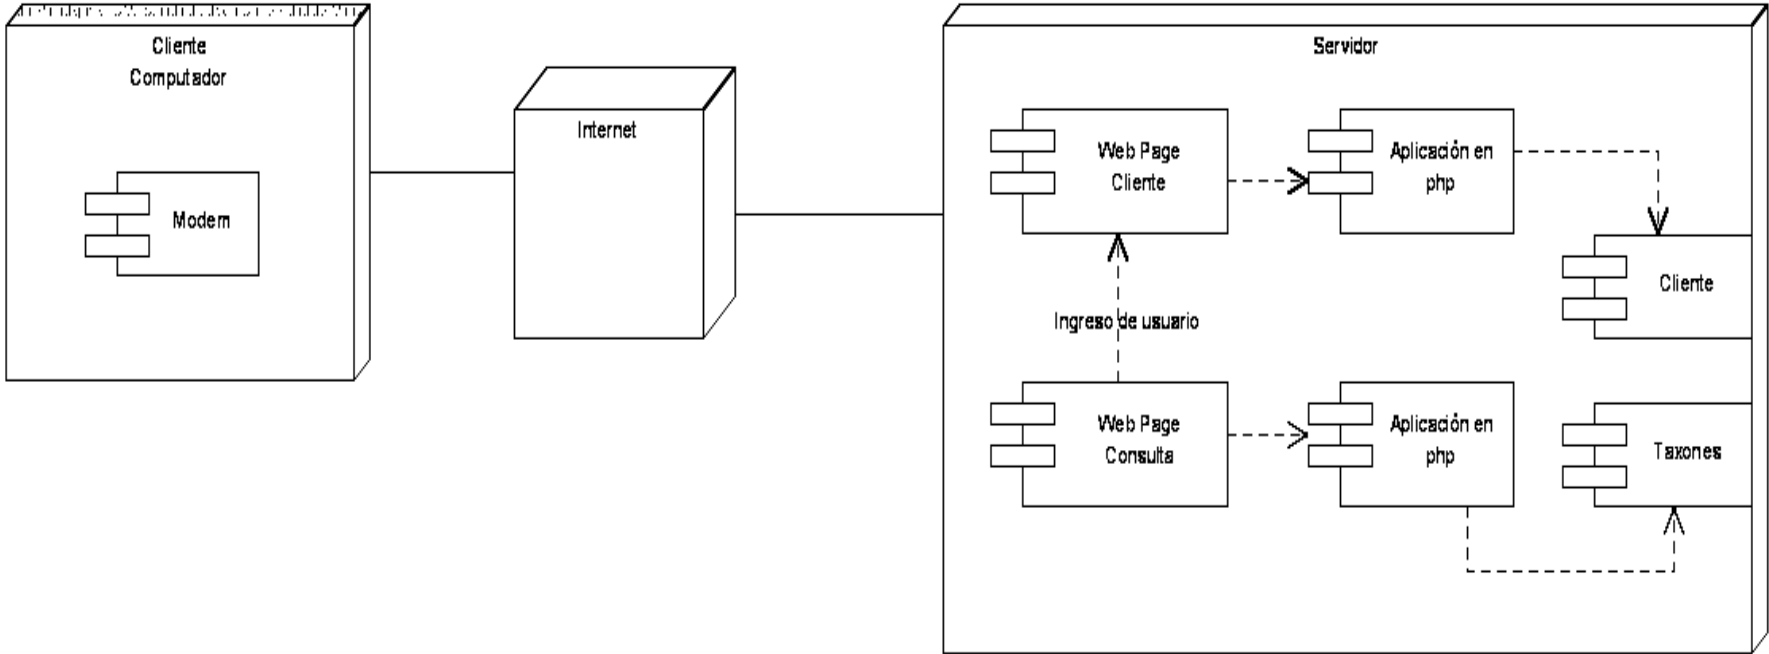 Cliente
Computador
Modem
Internet
Servidor
Web Page
Cliente
Aplicación en
php
Cliente
Ingreso de usuario
Web Page
Consulta
Aplicación en
php
Taxones